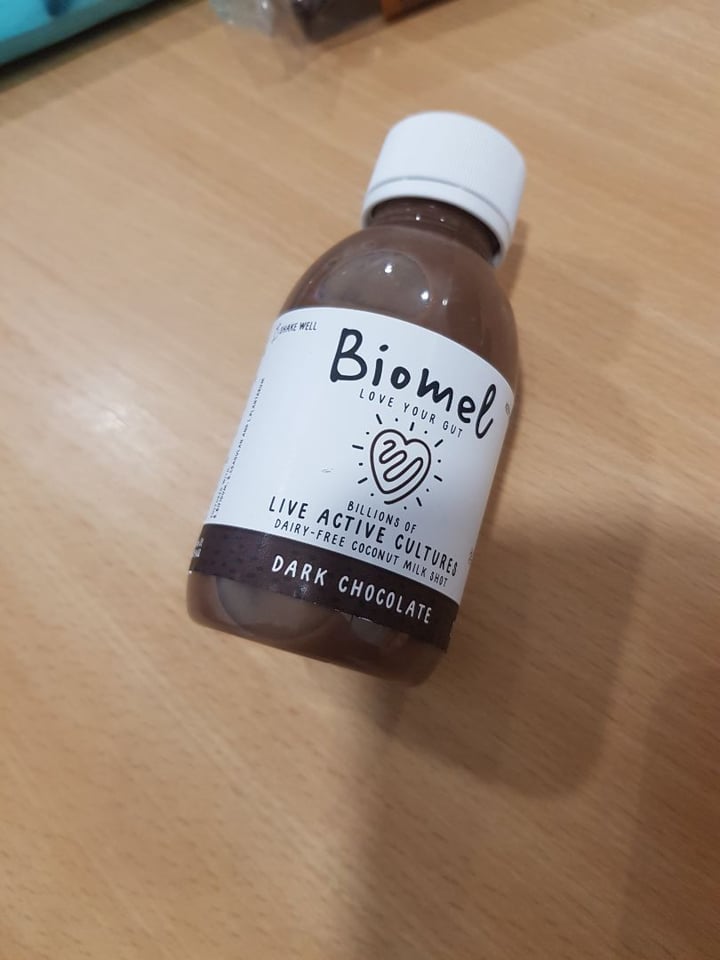 SHAKE WELL
Biomel
LOVE YOUR GUT
BILLIONS OF
LIVE ACTIVE CULTURES
DAIRY-FREE COCONUT MILK SHOT
DARK CHOCOLATE